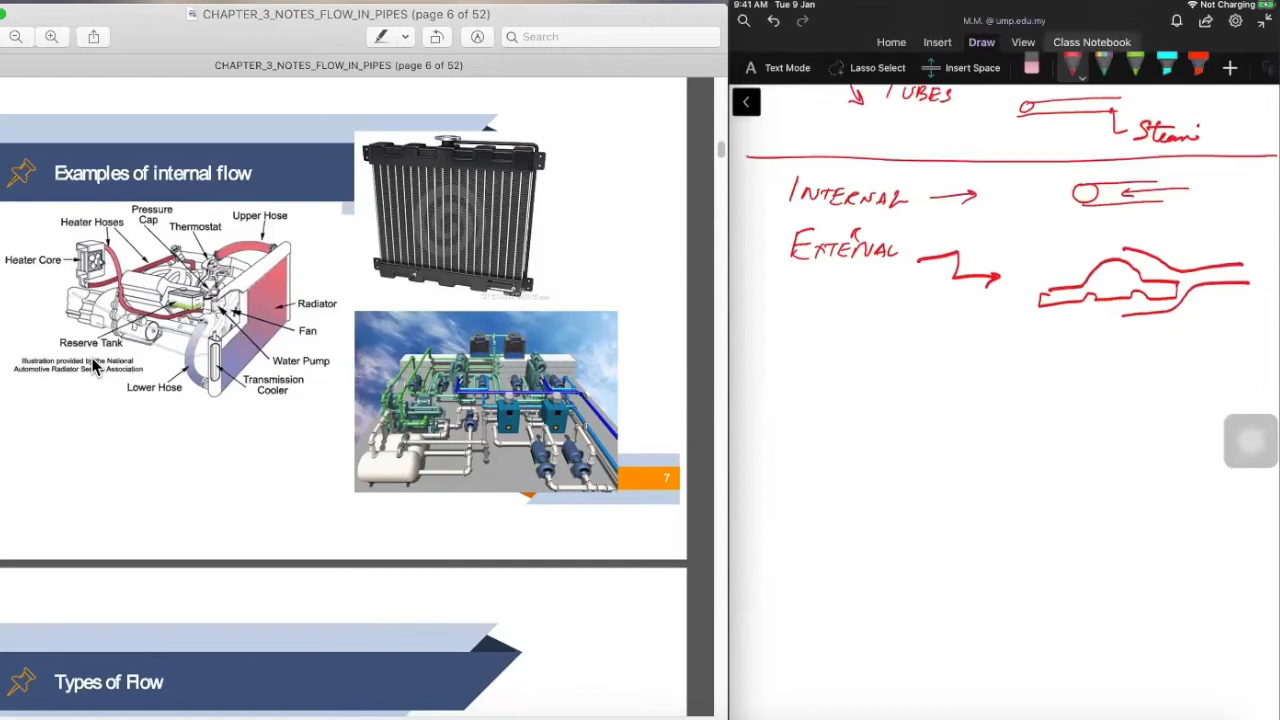 CHAPTER_3_NOTES_FLOW_IN_PIPES (page 6 of 52)
Search
CHAPTER_3_NOTES_FLOW_IN_PIPES (page 6 of 52)
Examples of internal flow
Pressure
Cap
Upper Hose
Heater Hoses
Thermostat
Heater Core
Radiator
Fan
Reserve Tank
Water Pump
Illustration provided by the National
Automotive Radiator Service Association
Lower Hose
Transmission
Cooler
7
Types of Flow
9:41 AM Tue 9 Jan
Not Charging
M.M. @ ump.edu.my
Home Insert Draw View Class Notebook
Text Mode Lasso Select Insert Space
TUBES
Steam
INTERNAL
EXTERNAL